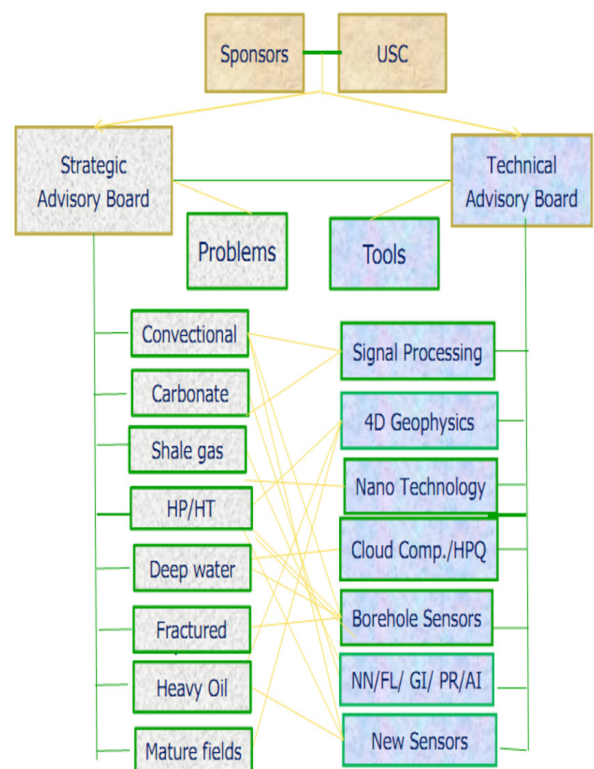 Sponsors
USC
Strategic
Advisory Board
Technical
Advisory Board
Problems
Tools
Convectional
Carbonate
Shale gas
HP/HT
Deep water
Fractured
Heavy Oil
Mature fields
Signal Processing
4D Geophysics
Nano Technology
Cloud Comp./HPQ
Borehole Sensors
NN/FL/ GI/ PR/AI
New Sensors